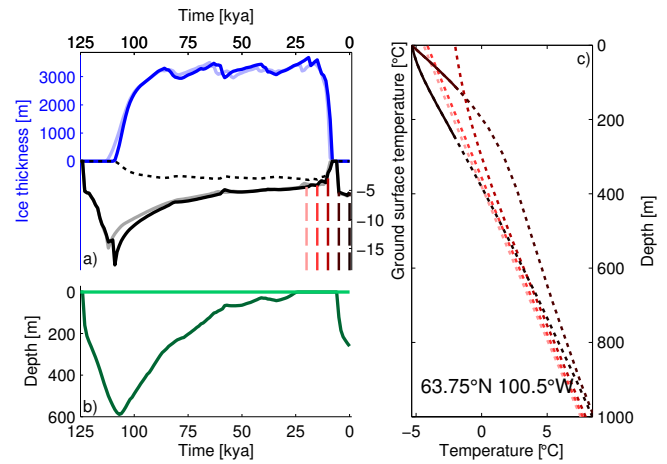 Time [kya]
125 100 75 50 25 0
3000
2000
1000
0
Ice thickness [m]
−5
−10
−15
Ground surface temperature [°C]
a)
0
200
400
600
Depth [m]
b)
125 100 75 50 25 0
Time [kya]
c)
0
200
400
600
800
1000
Depth [m]
63.75°N 100.5°W
−5 0 5
Temperature [°C]